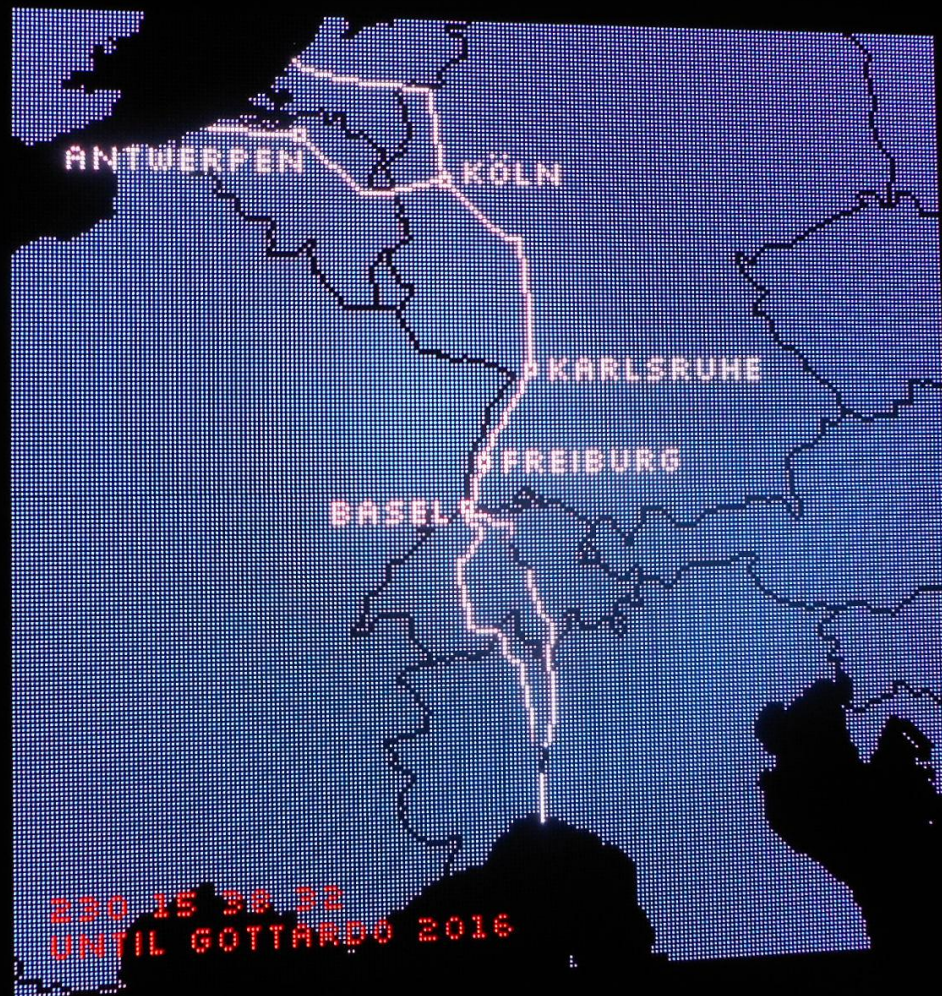 ANTWERPEN
KÖLN
KARLSRUHE
FREIBURG
BASEL
230 15 38 32
UNTIL GOTTARDO 2016